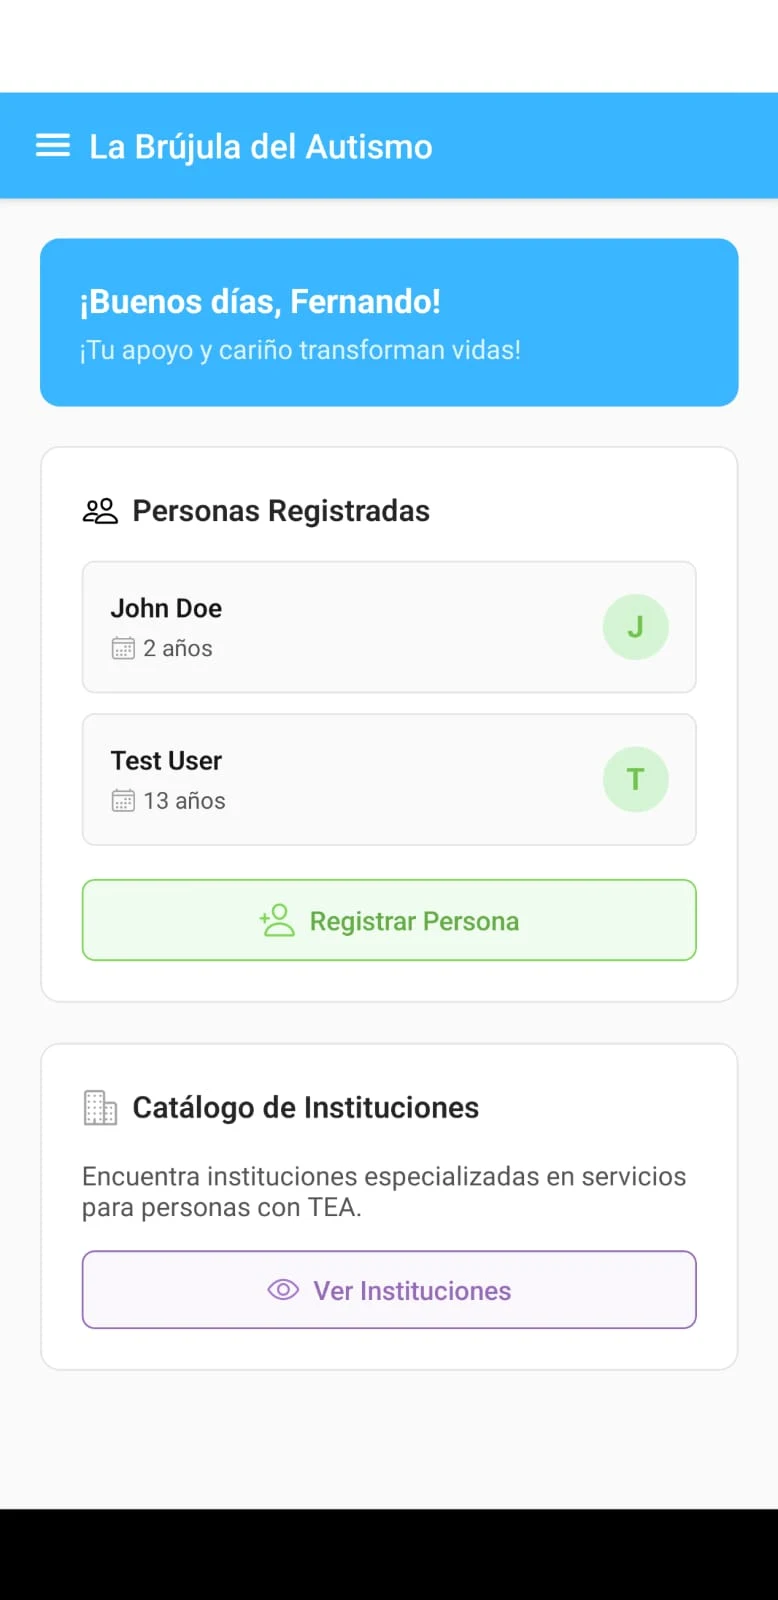 La Brújula del Autismo
¡Buenos días, Fernando!
¡Tu apoyo y cariño transforman vidas!
Personas Registradas
John Doe
2 años
J
Test User
13 años
T
Registrar Persona
Catálogo de Instituciones
Encuentra instituciones especializadas en servicios
para personas con TEA.
Ver Instituciones